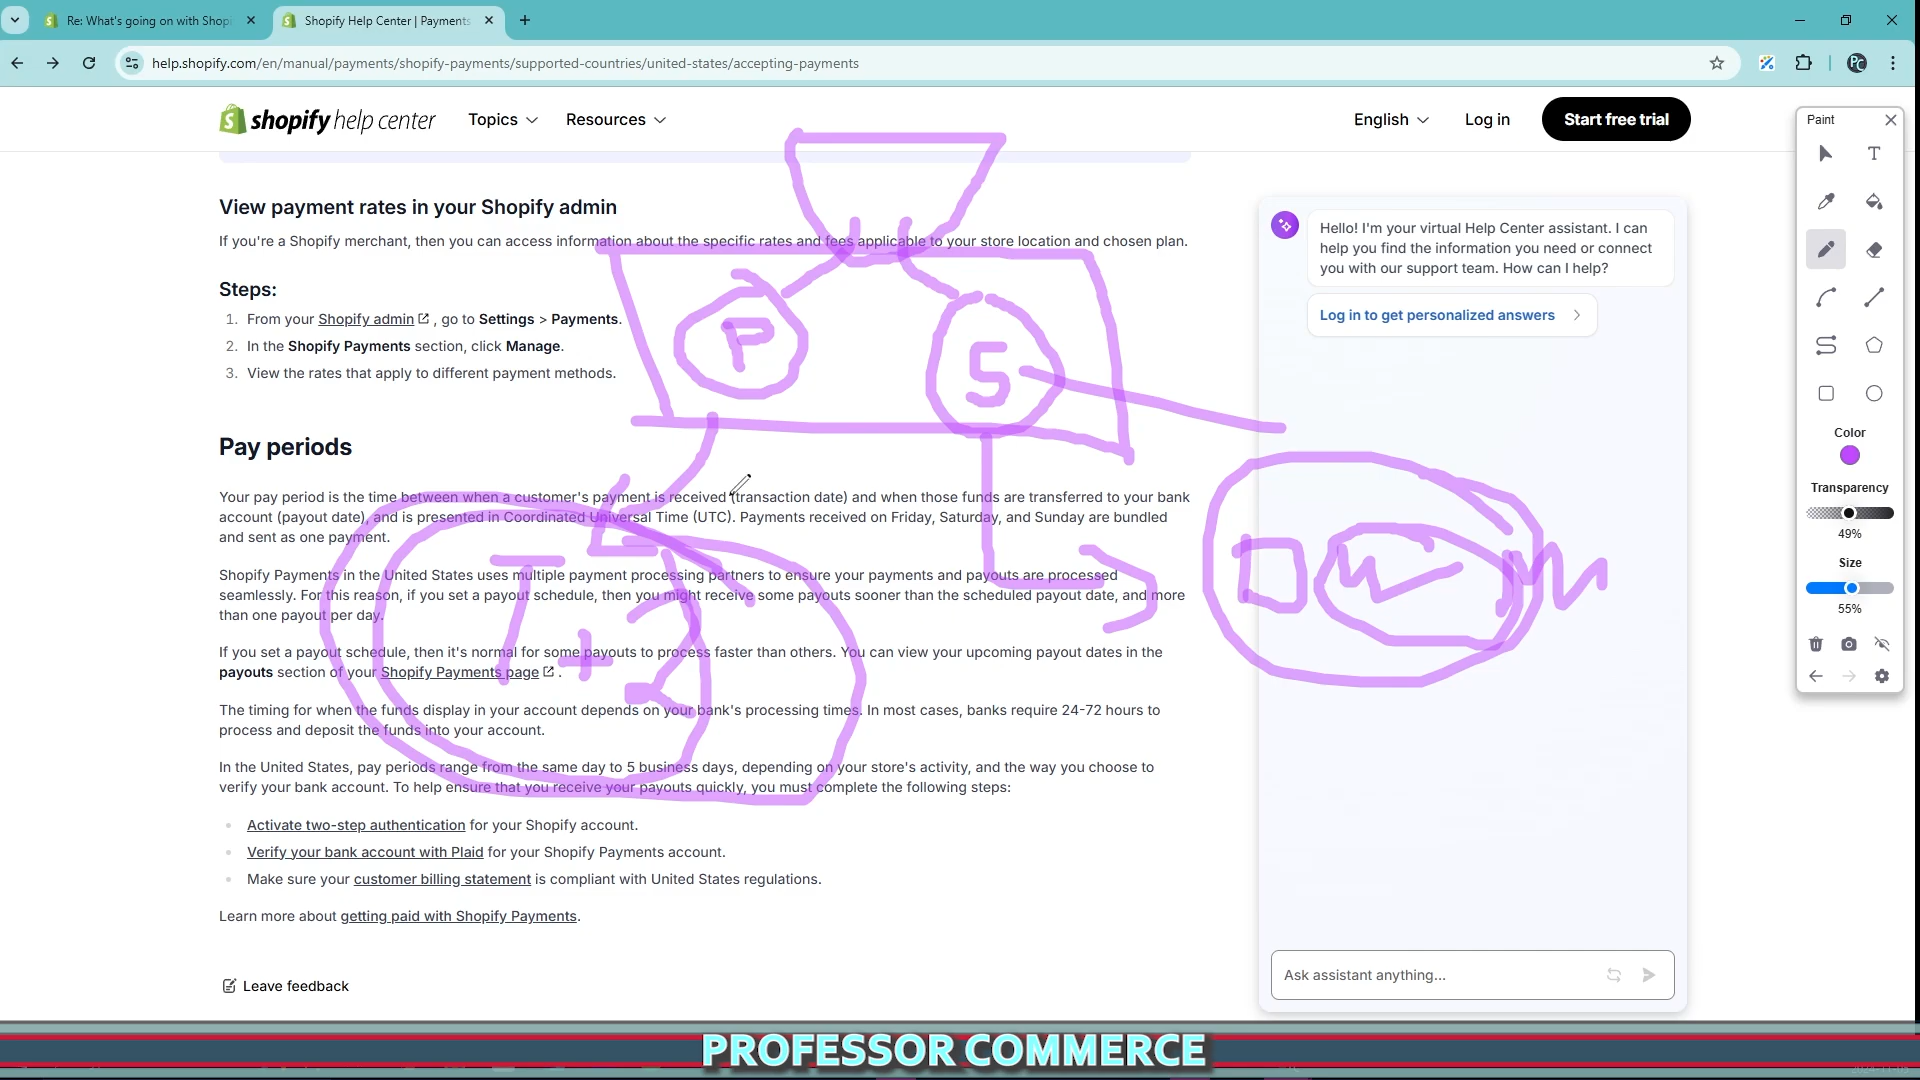 Re: What's going on with Shopi
Shopify Help Center | Payments
help.shopify.com/en/manual/payments/shopify-payments/supported-countries/united-states/accepting-payments
PC
shopify help center
Topics
Resources
English
Log in
Start free trial
Paint
T
View payment rates in your Shopify admin
If you're a Shopify merchant, then you can access information about the specific rates and fees applicable to your store location and chosen plan.
Steps:
1. From your Shopify admin, go to Settings > Payments.
2. In the Shopify Payments section, click Manage.
3. View the rates that apply to different payment methods.
P
S
Pay periods
Your pay period is the time between when a customer's payment is received (transaction date) and when those funds are transferred to your bank
account (payout date), and is presented in Coordinated Universal Time (UTC). Payments received on Friday, Saturday, and Sunday are bundled
and sent as one payment.
Shopify Payments in the United States uses multiple payment processing partners to ensure your payments and payouts are processed
seamlessly. For this reason, if you set a payout schedule, then you might receive some payouts sooner than the scheduled payout date, and more
than one payout per day.
T+2
If you set a payout schedule, then it's normal for some payouts to process faster than others. You can view your upcoming payout dates in the
payouts section of your Shopify Payments page.
The timing for when the funds display in your account depends on your bank's processing times. In most cases, banks require 24-72 hours to
process and deposit the funds into your account.
In the United States, pay periods range from the same day to 5 business days, depending on your store's activity, and the way you choose to
verify your bank account. To help ensure that you receive your payouts quickly, you must complete the following steps:
Activate two-step authentication for your Shopify account.
Verify your bank account with Plaid for your Shopify Payments account.
Make sure your customer billing statement is compliant with United States regulations.
Learn more about getting paid with Shopify Payments.
Leave feedback
Hello! I'm your virtual Help Center assistant. I can
help you find the information you need or connect
you with our support team. How can I help?
Log in to get personalized answers
D W M
Ask assistant anything...
Color
Transparency
49%
Size
55%
PROFESSOR COMMERCE